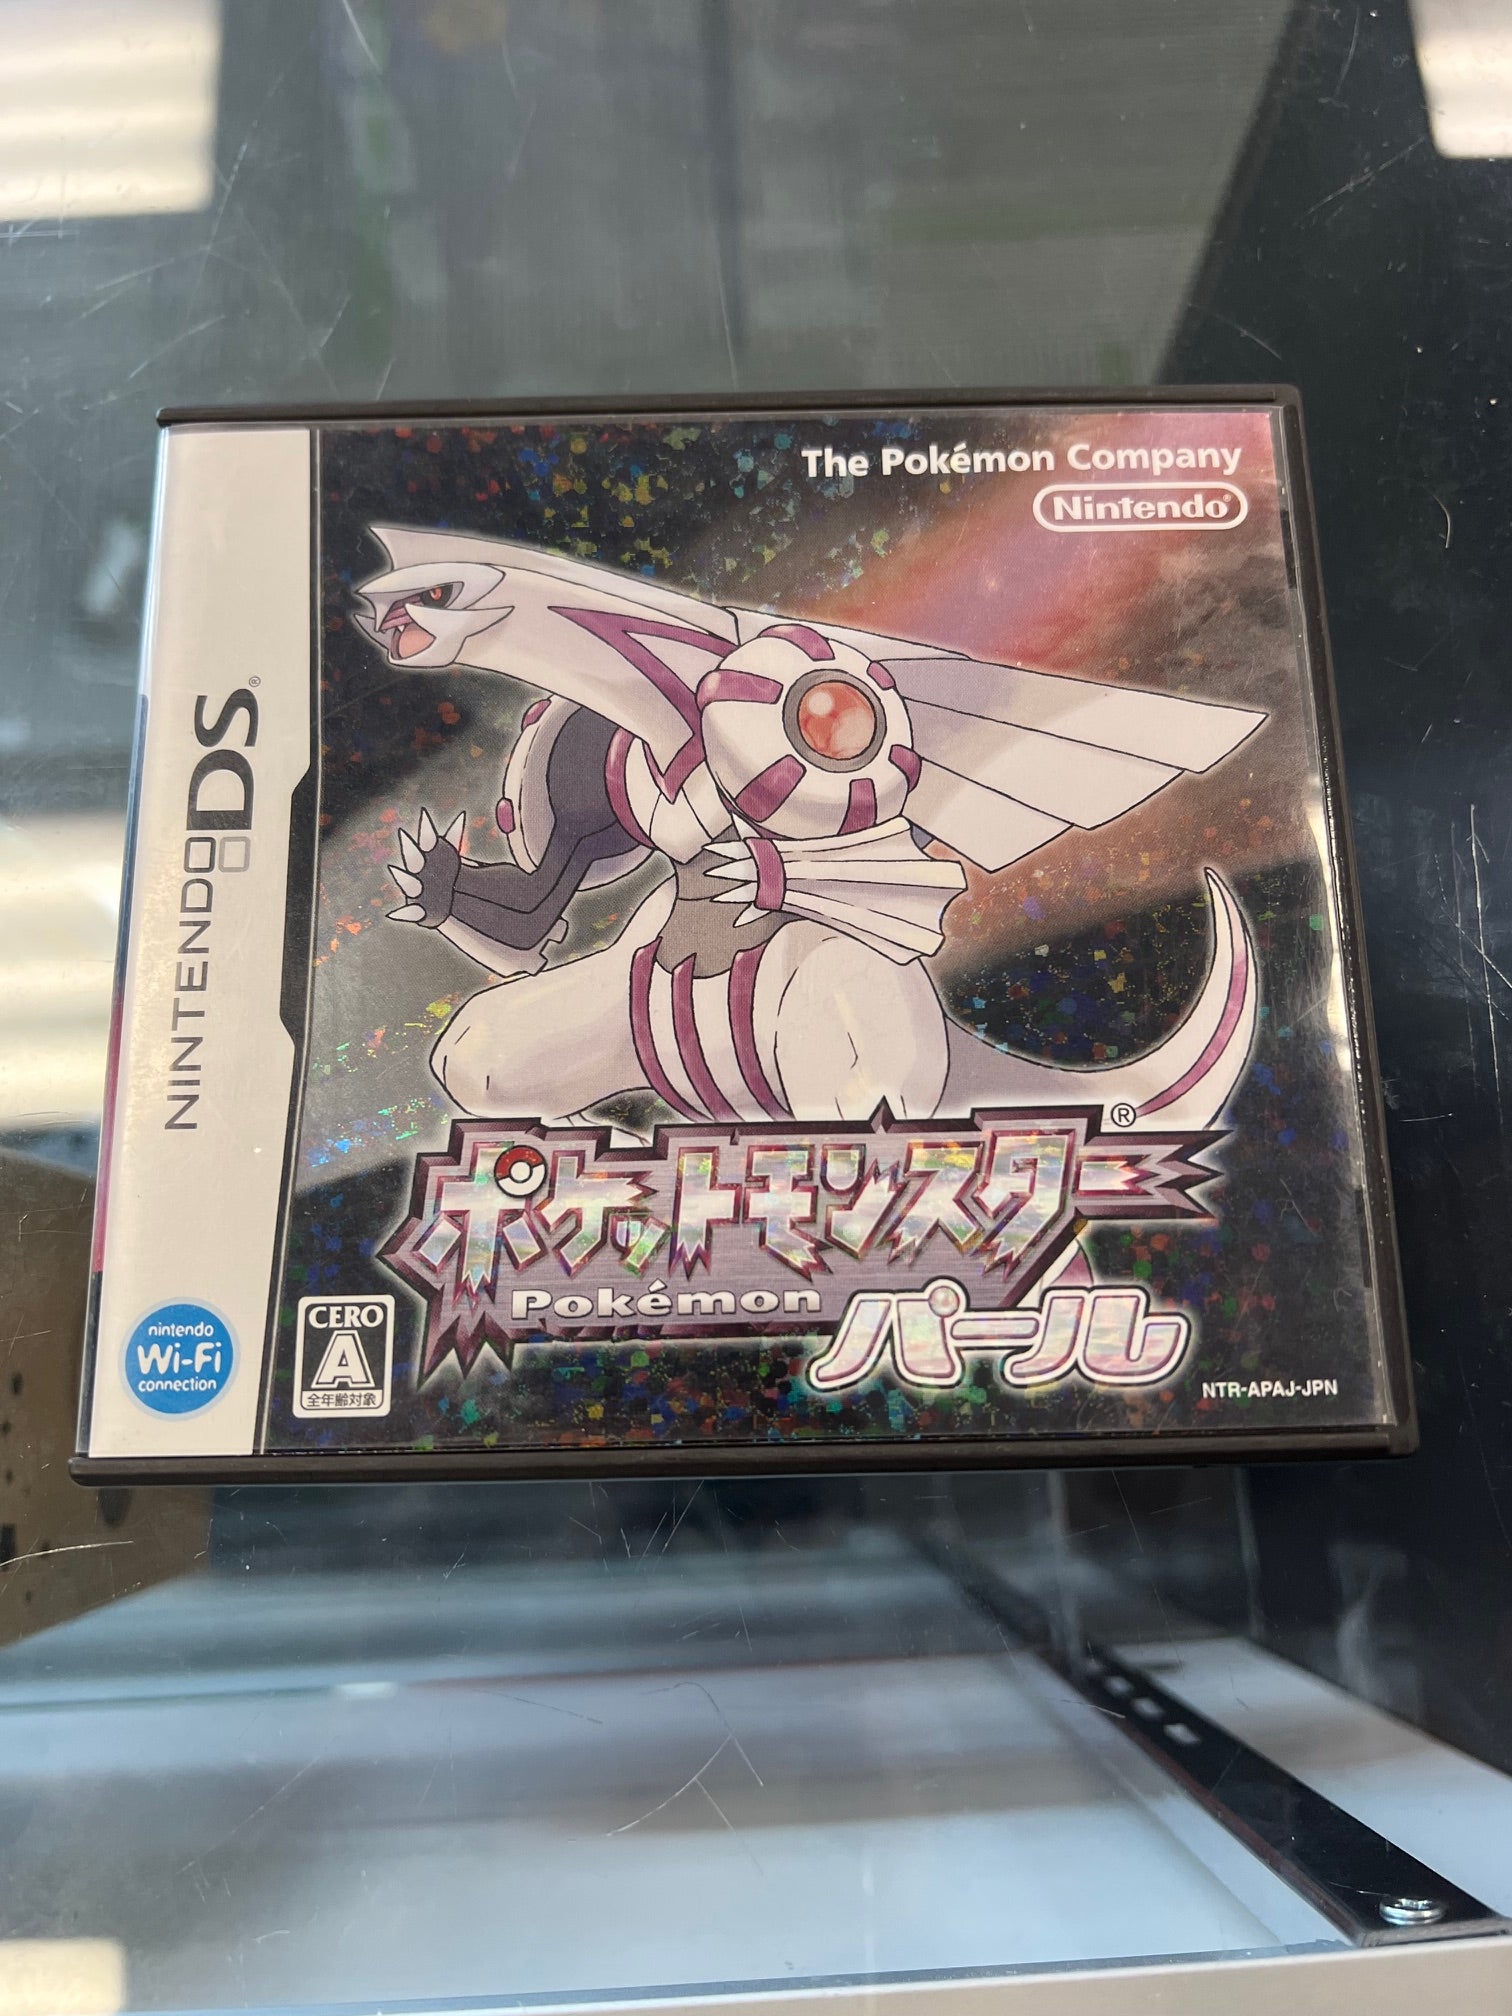 The Pokémon Company
Nintendo®
NINTENDO DS®
ポケットモンスター®
Pokémon パール
nintendo
Wi-Fi
connection
CERO
A
全年齢対象
NTR-APAJ-JPN